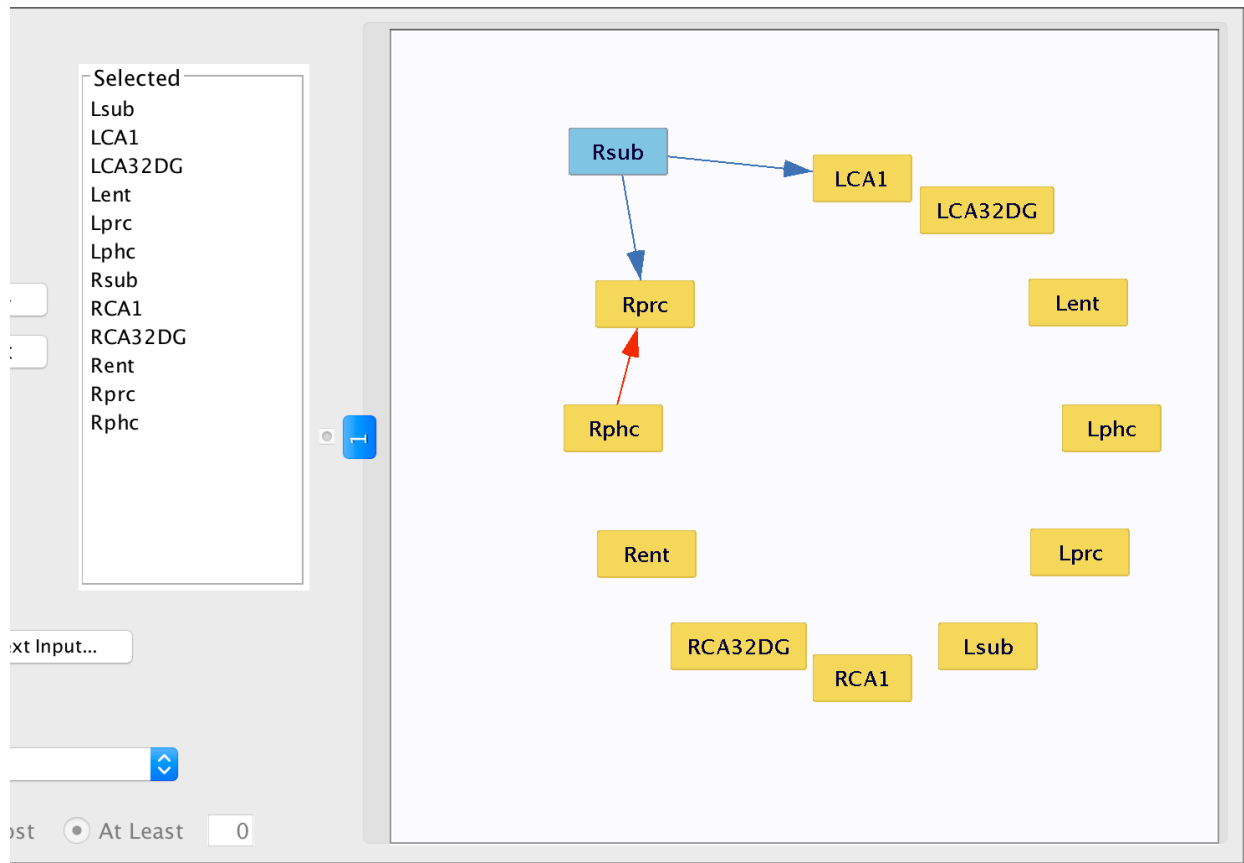 Selected
Lsub
LCA1
LCA32DG
Lent
Lprc
Lphc
Rsub
RCA1
RCA32DG
Rent
Rprc
Rphc
1
ext Input...
ost
At Least
0
Rsub
LCA1
LCA32DG
Rprc
Lent
Rphc
Lphc
Rent
Lprc
RCA32DG
Lsub
RCA1